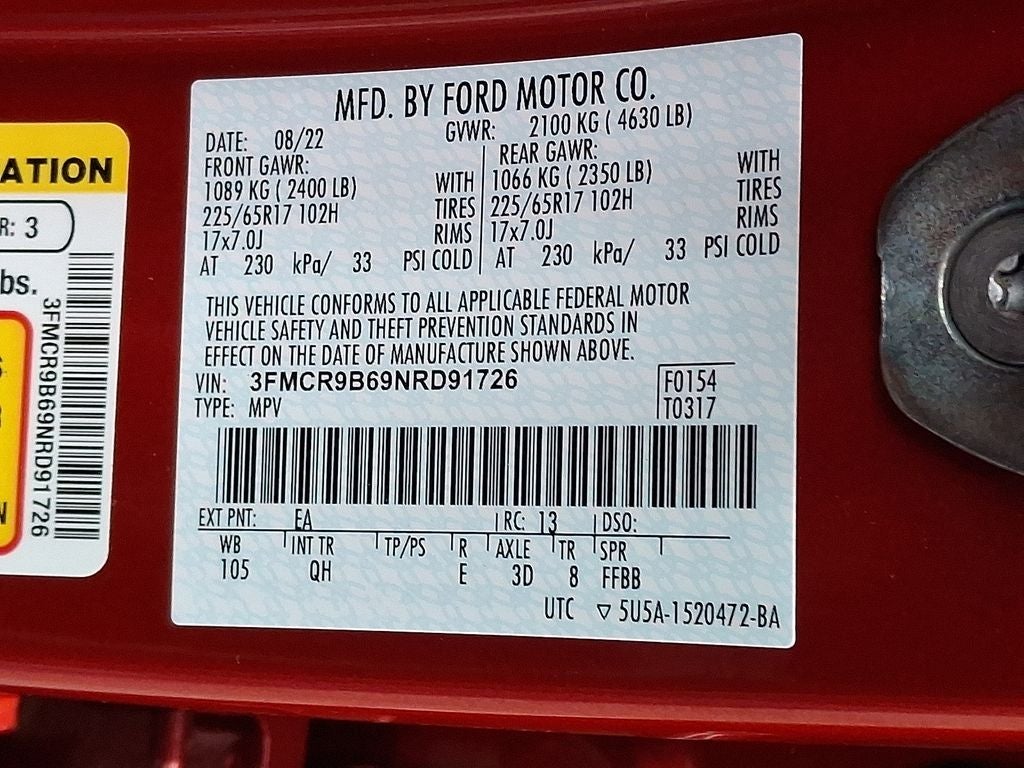 MFD. BY FORD MOTOR CO.
DATE: 08/22 GVWR: 2100 KG ( 4630 LB)
FRONT GAWR:
1089 KG ( 2400 LB) WITH
225/65R17 102H TIRES
17x7.0J RIMS
AT 230 kPa/ 33 PSI COLD
REAR GAWR:
1066 KG ( 2350 LB) WITH
225/65R17 102H TIRES
17x7.0J RIMS
AT 230 kPa/ 33 PSI COLD
THIS VEHICLE CONFORMS TO ALL APPLICABLE FEDERAL MOTOR
VEHICLE SAFETY AND THEFT PREVENTION STANDARDS IN
EFFECT ON THE DATE OF MANUFACTURE SHOWN ABOVE.
VIN: 3FMCR9B69NRD91726
TYPE: MPV
F0154
T0317
EXT PNT: EA RC: 13 DSO:
WB INT TR TP/PS R AXLE TR SPR
105 QH E 3D 8 FFBB
UTC ▽ 5U5A-1520472-BA
ATION
R: 3
bs.
3FMCR9B69NRD91726